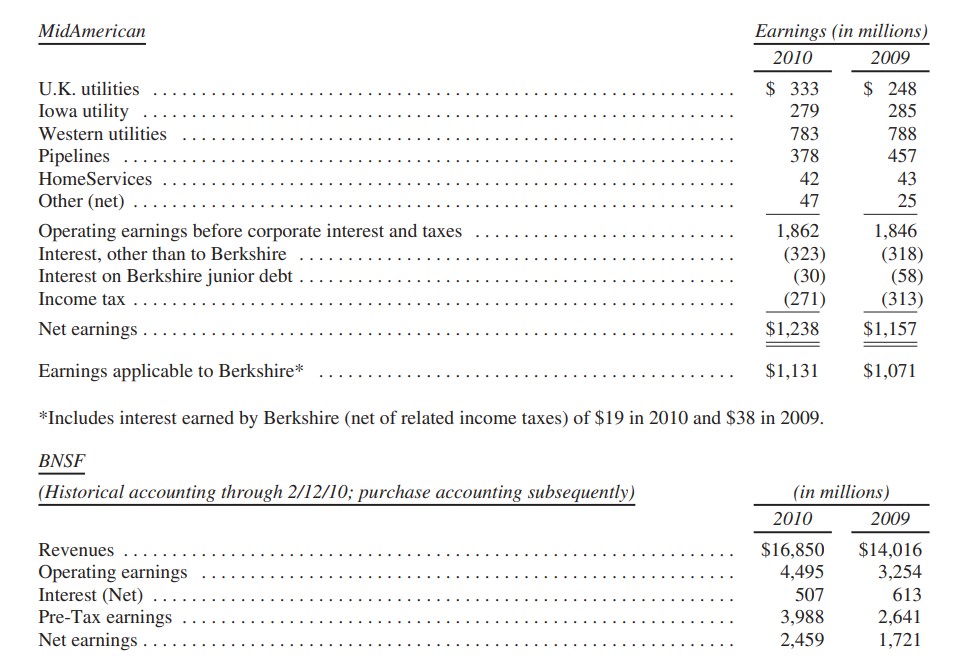 MidAmerican Earnings (in millions)
2010 2009
U.K. utilities $ 333 $ 248
Iowa utility 279 285
Western utilities 783 788
Pipelines 378 457
HomeServices 42 43
Other (net) 47 25
Operating earnings before corporate interest and taxes 1,862 1,846
Interest, other than to Berkshire (323) (318)
Interest on Berkshire junior debt (30) (58)
Income tax (271) (313)
Net earnings $1,238 $1,157
Earnings applicable to Berkshire* $1,131 $1,071
*Includes interest earned by Berkshire (net of related income taxes) of $19 in 2010 and $38 in 2009.
BNSF
(Historical accounting through 2/12/10; purchase accounting subsequently) (in millions)
2010 2009
Revenues $16,850 $14,016
Operating earnings 4,495 3,254
Interest (Net) 507 613
Pre-Tax earnings 3,988 2,641
Net earnings 2,459 1,721